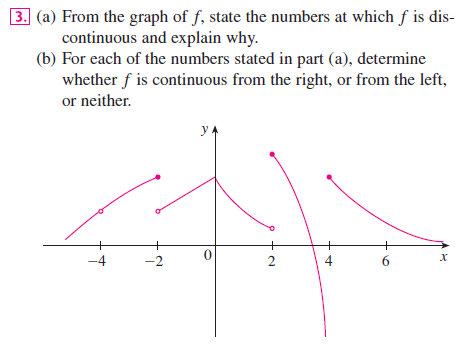 3. (a) From the graph of f, state the numbers at which f is dis-
continuous and explain why.
(b) For each of the numbers stated in part (a), determine
whether f is continuous from the right, or from the left,
or neither.
y
−4 −2 0 2 4 6 x